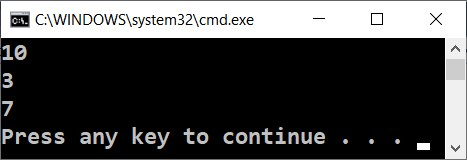 C:\WINDOWS\system32\cmd.exe
10
3
7
Press any key to continue . . .